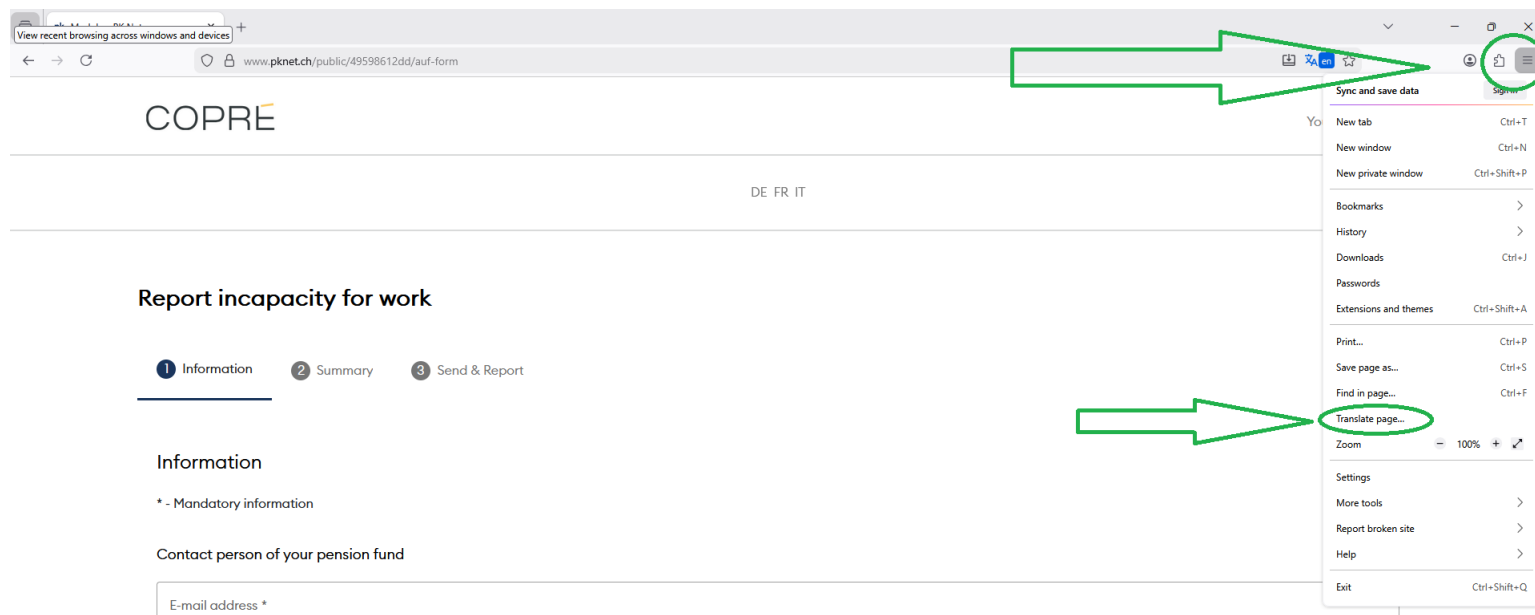 View recent browsing across windows and devices
www.pknet.ch/public/49598612dd/auf-form
en
COPRÉ
DE FR IT
Report incapacity for work
1 Information
2 Summary
3 Send & Report
Information
* - Mandatory information
Contact person of your pension fund
E-mail address *
Sync and save data
New tab Ctrl+T
New window Ctrl+N
New private window Ctrl+Shift+P
Bookmarks
History
Downloads Ctrl+J
Passwords
Extensions and themes Ctrl+Shift+A
Print... Ctrl+P
Save page as... Ctrl+S
Find in page... Ctrl+F
Translate page...
Zoom − 100% +
Settings
More tools
Report broken site
Help
Exit Ctrl+Shift+Q